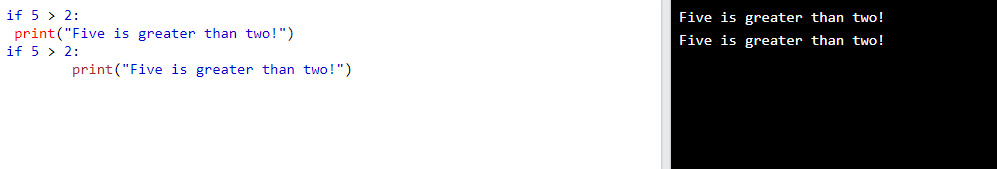 if 5 > 2:
 print("Five is greater than two!")
if 5 > 2:
        print("Five is greater than two!")
Five is greater than two!
Five is greater than two!